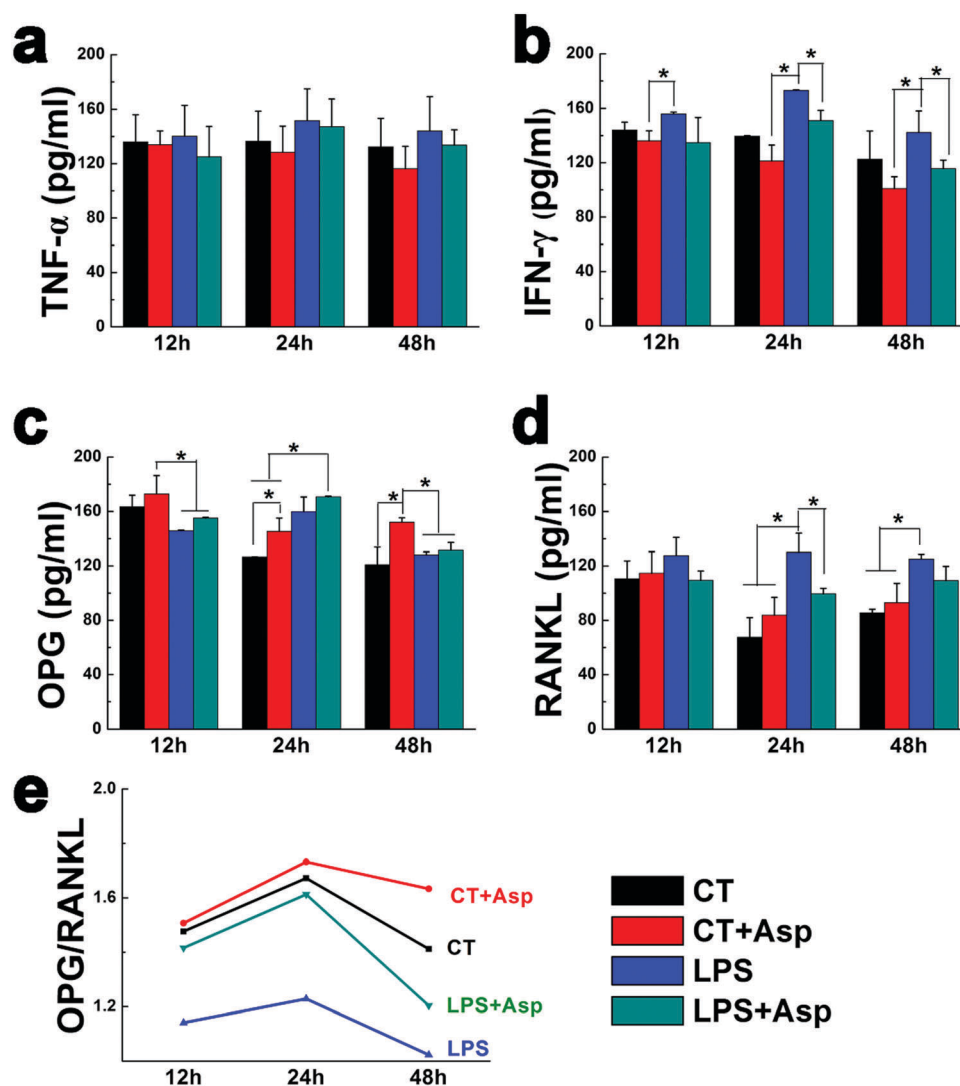 a
TNF-α (pg/ml)
200
160
120
80
40
0
12h 24h 48h
b
IFN-γ (pg/ml)
200
160
120
80
40
0
* * * * *
12h 24h 48h
c
OPG (pg/ml)
200
160
120
80
40
0
* * * * *
12h 24h 48h
d
RANKL (pg/ml)
200
160
120
80
40
0
* * *
12h 24h 48h
e
OPG/RANKL
2.0
1.6
1.2
CT+Asp
CT
LPS+Asp
LPS
12h 24h 48h
CT
CT+Asp
LPS
LPS+Asp